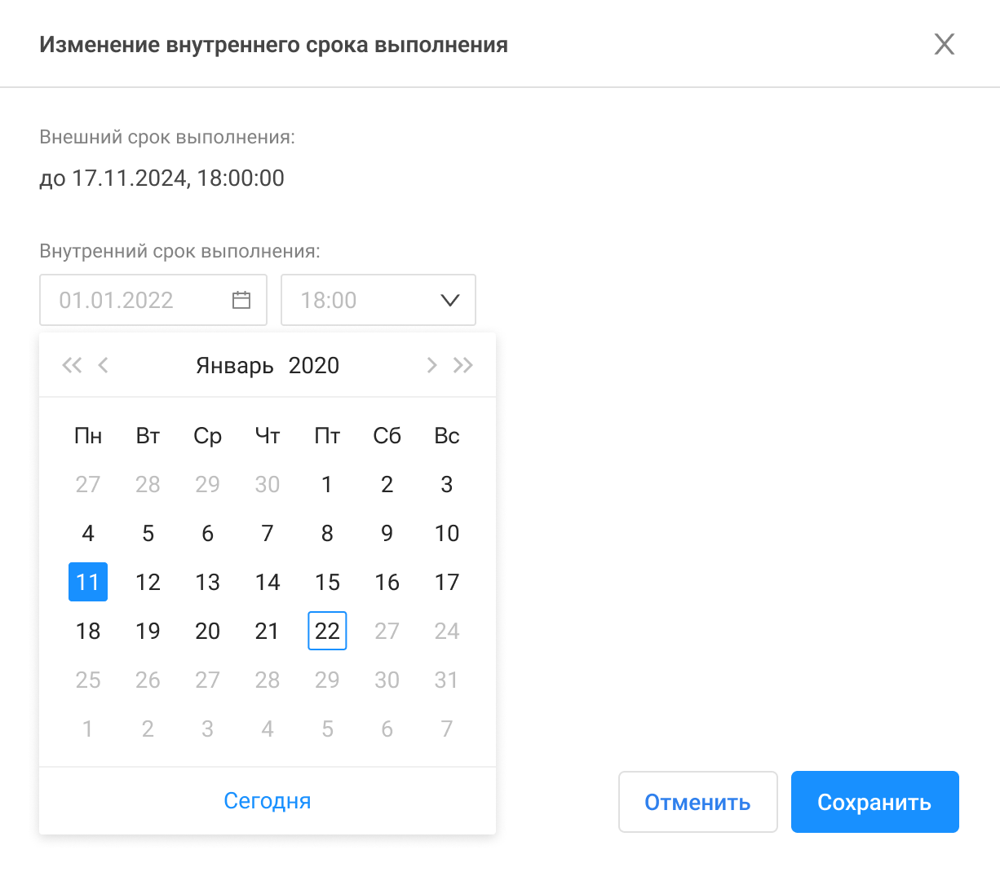 Изменение внутреннего срока выполнения
Внешний срок выполнения:
до 17.11.2024, 18:00:00
Внутренний срок выполнения:
01.01.2022 18:00
Январь 2020
Пн Вт Ср Чт Пт Сб Вс
27 28 29 30 1 2 3
4 5 6 7 8 9 10
11 12 13 14 15 16 17
18 19 20 21 22 27 24
25 26 27 28 29 30 31
1 2 3 4 5 6 7
Сегодня
Отменить Сохранить